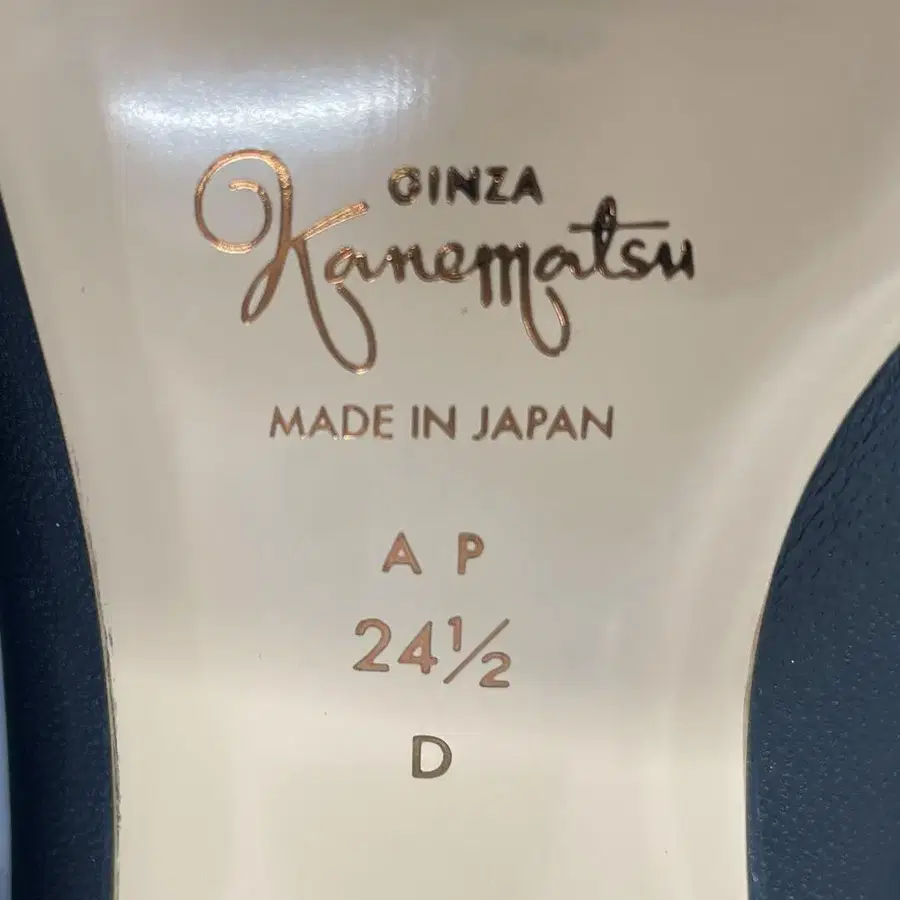 GINZA
Kanematsu
MADE IN JAPAN
A P
24½
D